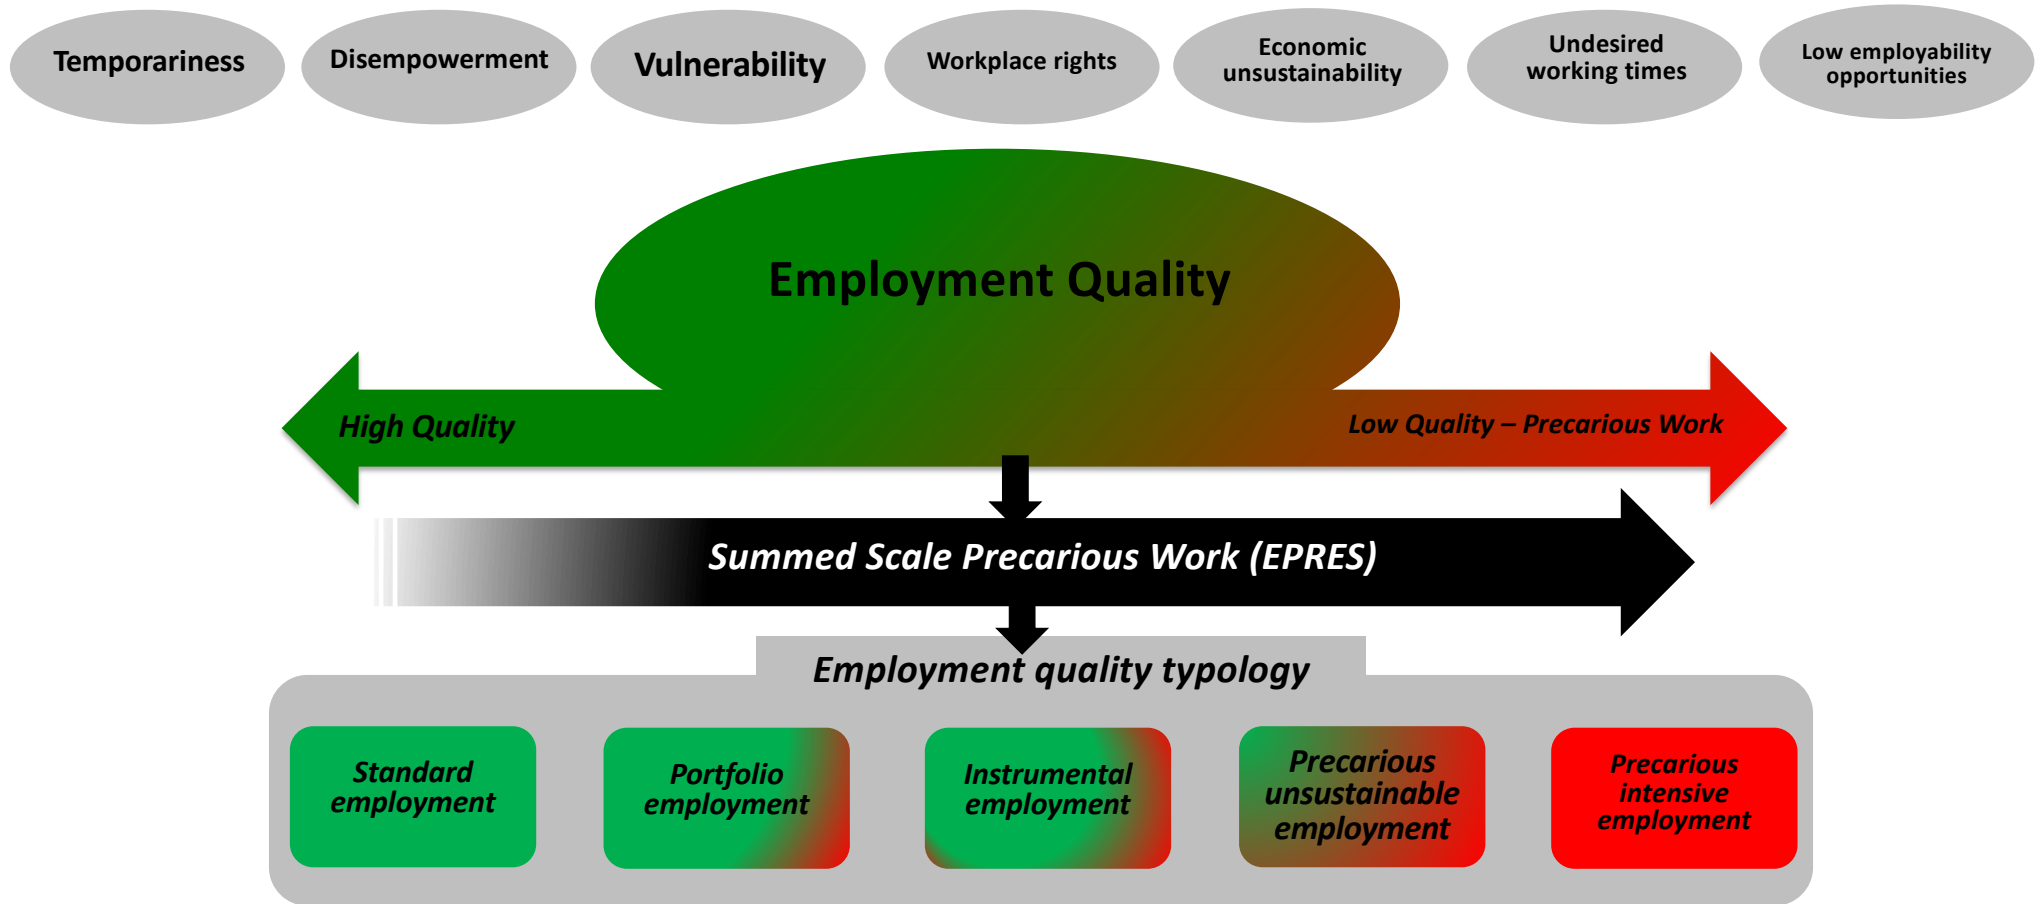 Temporariness
Disempowerment
Vulnerability
Workplace rights
Economic
unsustainability
Undesired
working times
Low employability
opportunities
Employment Quality
High Quality
Low Quality – Precarious Work
Summed Scale Precarious Work (EPRES)
Employment quality typology
Standard
employment
Portfolio
employment
Instrumental
employment
Precarious
unsustainable
employment
Precarious
intensive
employment